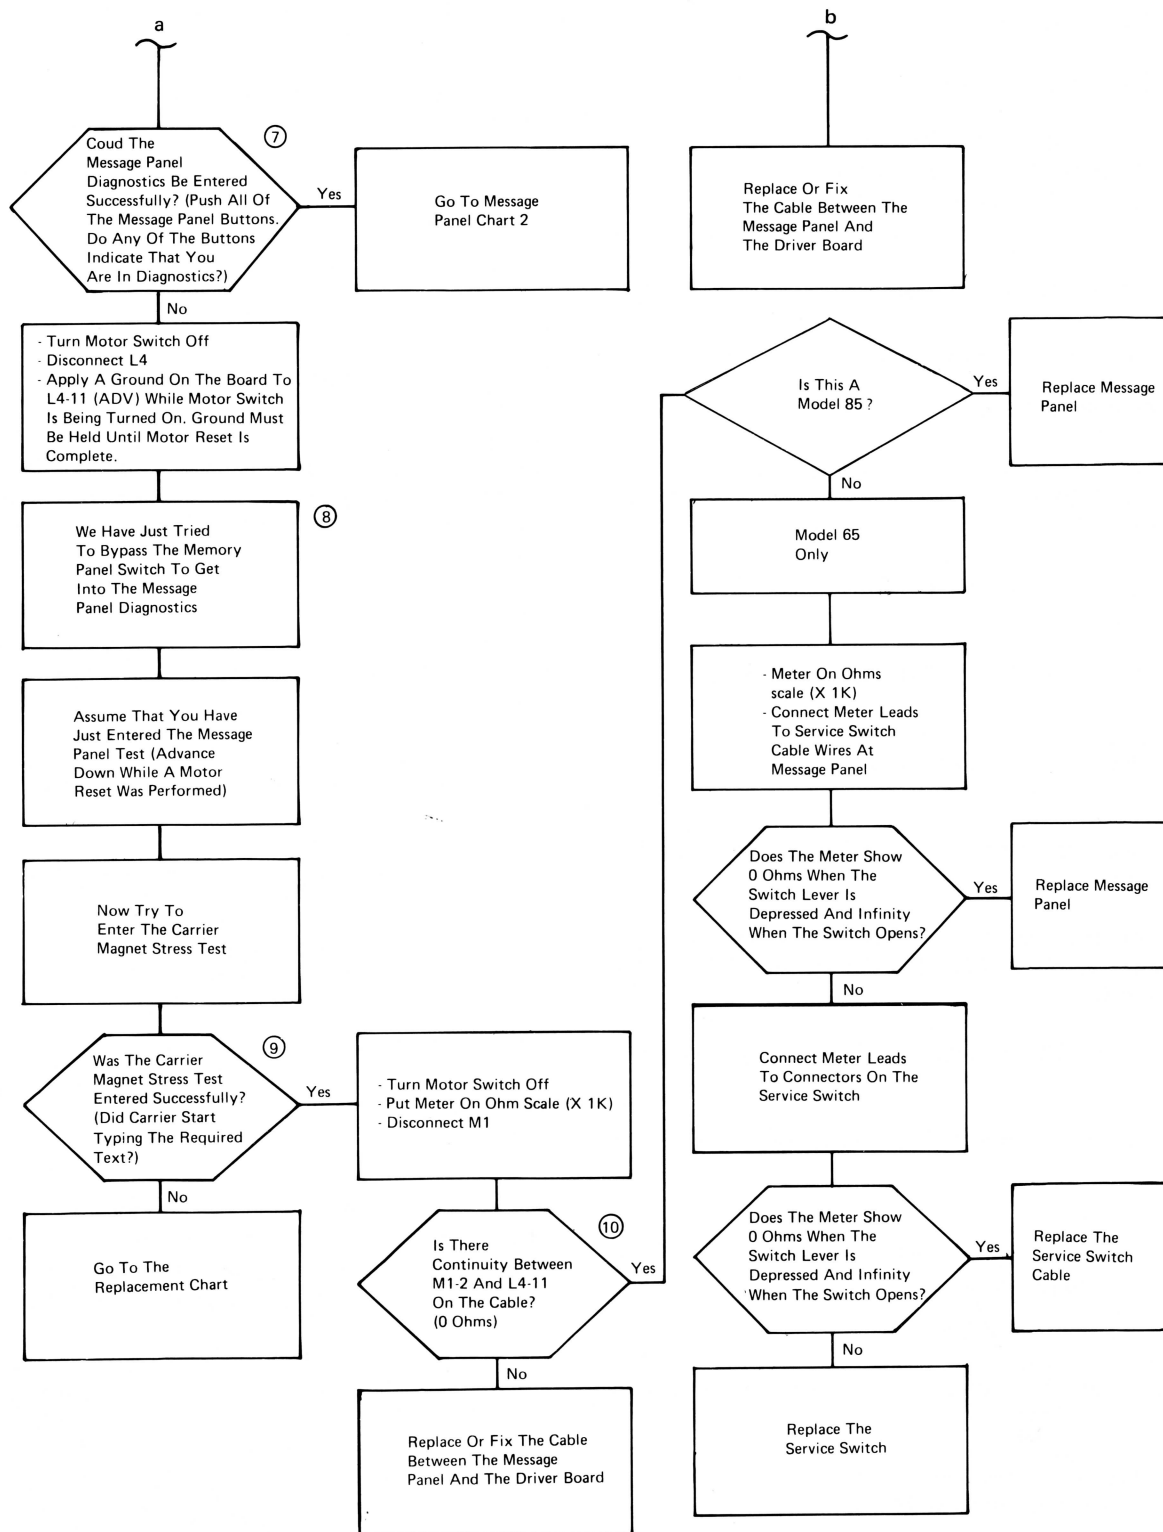 a
Coud The
Message Panel
Diagnostics Be Entered
Successfully? (Push All Of
The Message Panel Buttons.
Do Any Of The Buttons
Indicate That You
Are In Diagnostics?)
7
Yes
No
Go To Message
Panel Chart 2
- Turn Motor Switch Off
- Disconnect L4
- Apply A Ground On The Board To
L4-11 (ADV) While Motor Switch
Is Being Turned On. Ground Must
Be Held Until Motor Reset Is
Complete.
We Have Just Tried
To Bypass The Memory
Panel Switch To Get
Into The Message
Panel Diagnostics
8
Assume That You Have
Just Entered The Message
Panel Test (Advance
Down While A Motor
Reset Was Performed)
Now Try To
Enter The Carrier
Magnet Stress Test
Was The Carrier
Magnet Stress Test
Entered Successfully?
(Did Carrier Start
Typing The Required
Text?)
9
Yes
No
Go To The
Replacement Chart
- Turn Motor Switch Off
- Put Meter On Ohm Scale (X 1K)
- Disconnect M1
Is There
Continuity Between
M1-2 And L4-11
On The Cable?
(0 Ohms)
10
Yes
No
Replace Or Fix The Cable
Between The Message
Panel And The Driver Board
b
Replace Or Fix
The Cable Between The
Message Panel And
The Driver Board
Is This A
Model 85 ?
Yes
No
Replace Message
Panel
Model 65
Only
- Meter On Ohms
scale (X 1K)
- Connect Meter Leads
To Service Switch
Cable Wires At
Message Panel
Does The Meter Show
0 Ohms When The
Switch Lever Is
Depressed And Infinity
When The Switch Opens?
Yes
No
Replace Message
Panel
Connect Meter Leads
To Connectors On The
Service Switch
Does The Meter Show
0 Ohms When The
Switch Lever Is
Depressed And Infinity
When The Switch Opens?
Yes
No
Replace The
Service Switch
Cable
Replace The
Service Switch